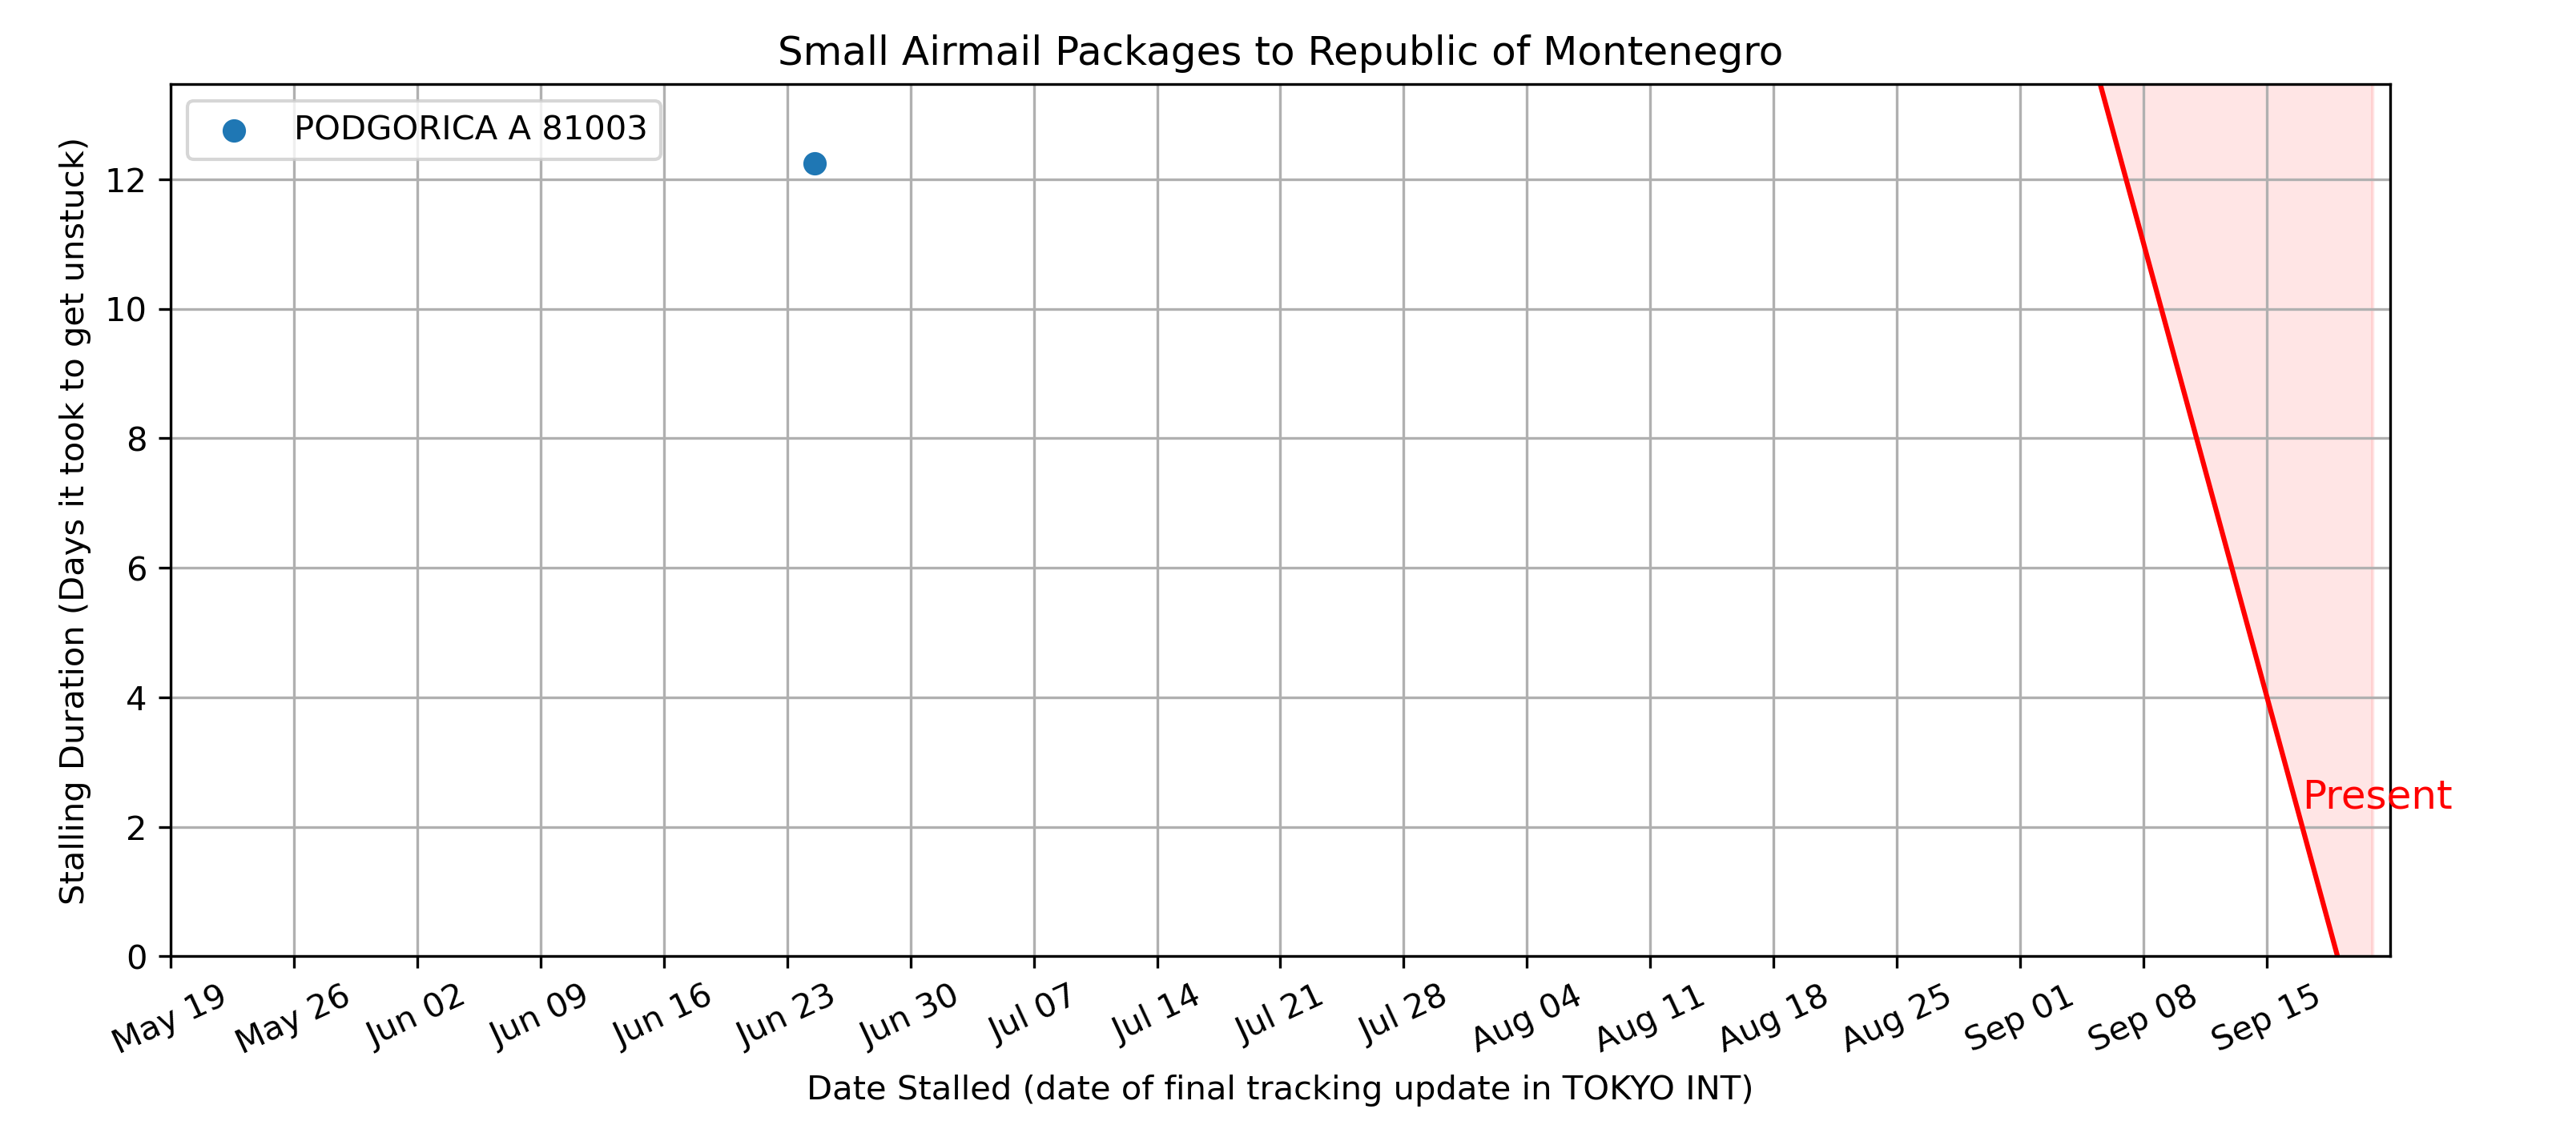 Small Airmail Packages to Republic of Montenegro
PODGORICA A 81003
Stalling Duration (Days it took to get unstuck)
12
10
8
6
4
2
0
Present
May 19
May 26
Jun 02
Jun 09
Jun 16
Jun 23
Jun 30
Jul 07
Jul 14
Jul 21
Jul 28
Aug 04
Aug 11
Aug 18
Aug 25
Sep 01
Sep 08
Sep 15
Date Stalled (date of final tracking update in TOKYO INT)